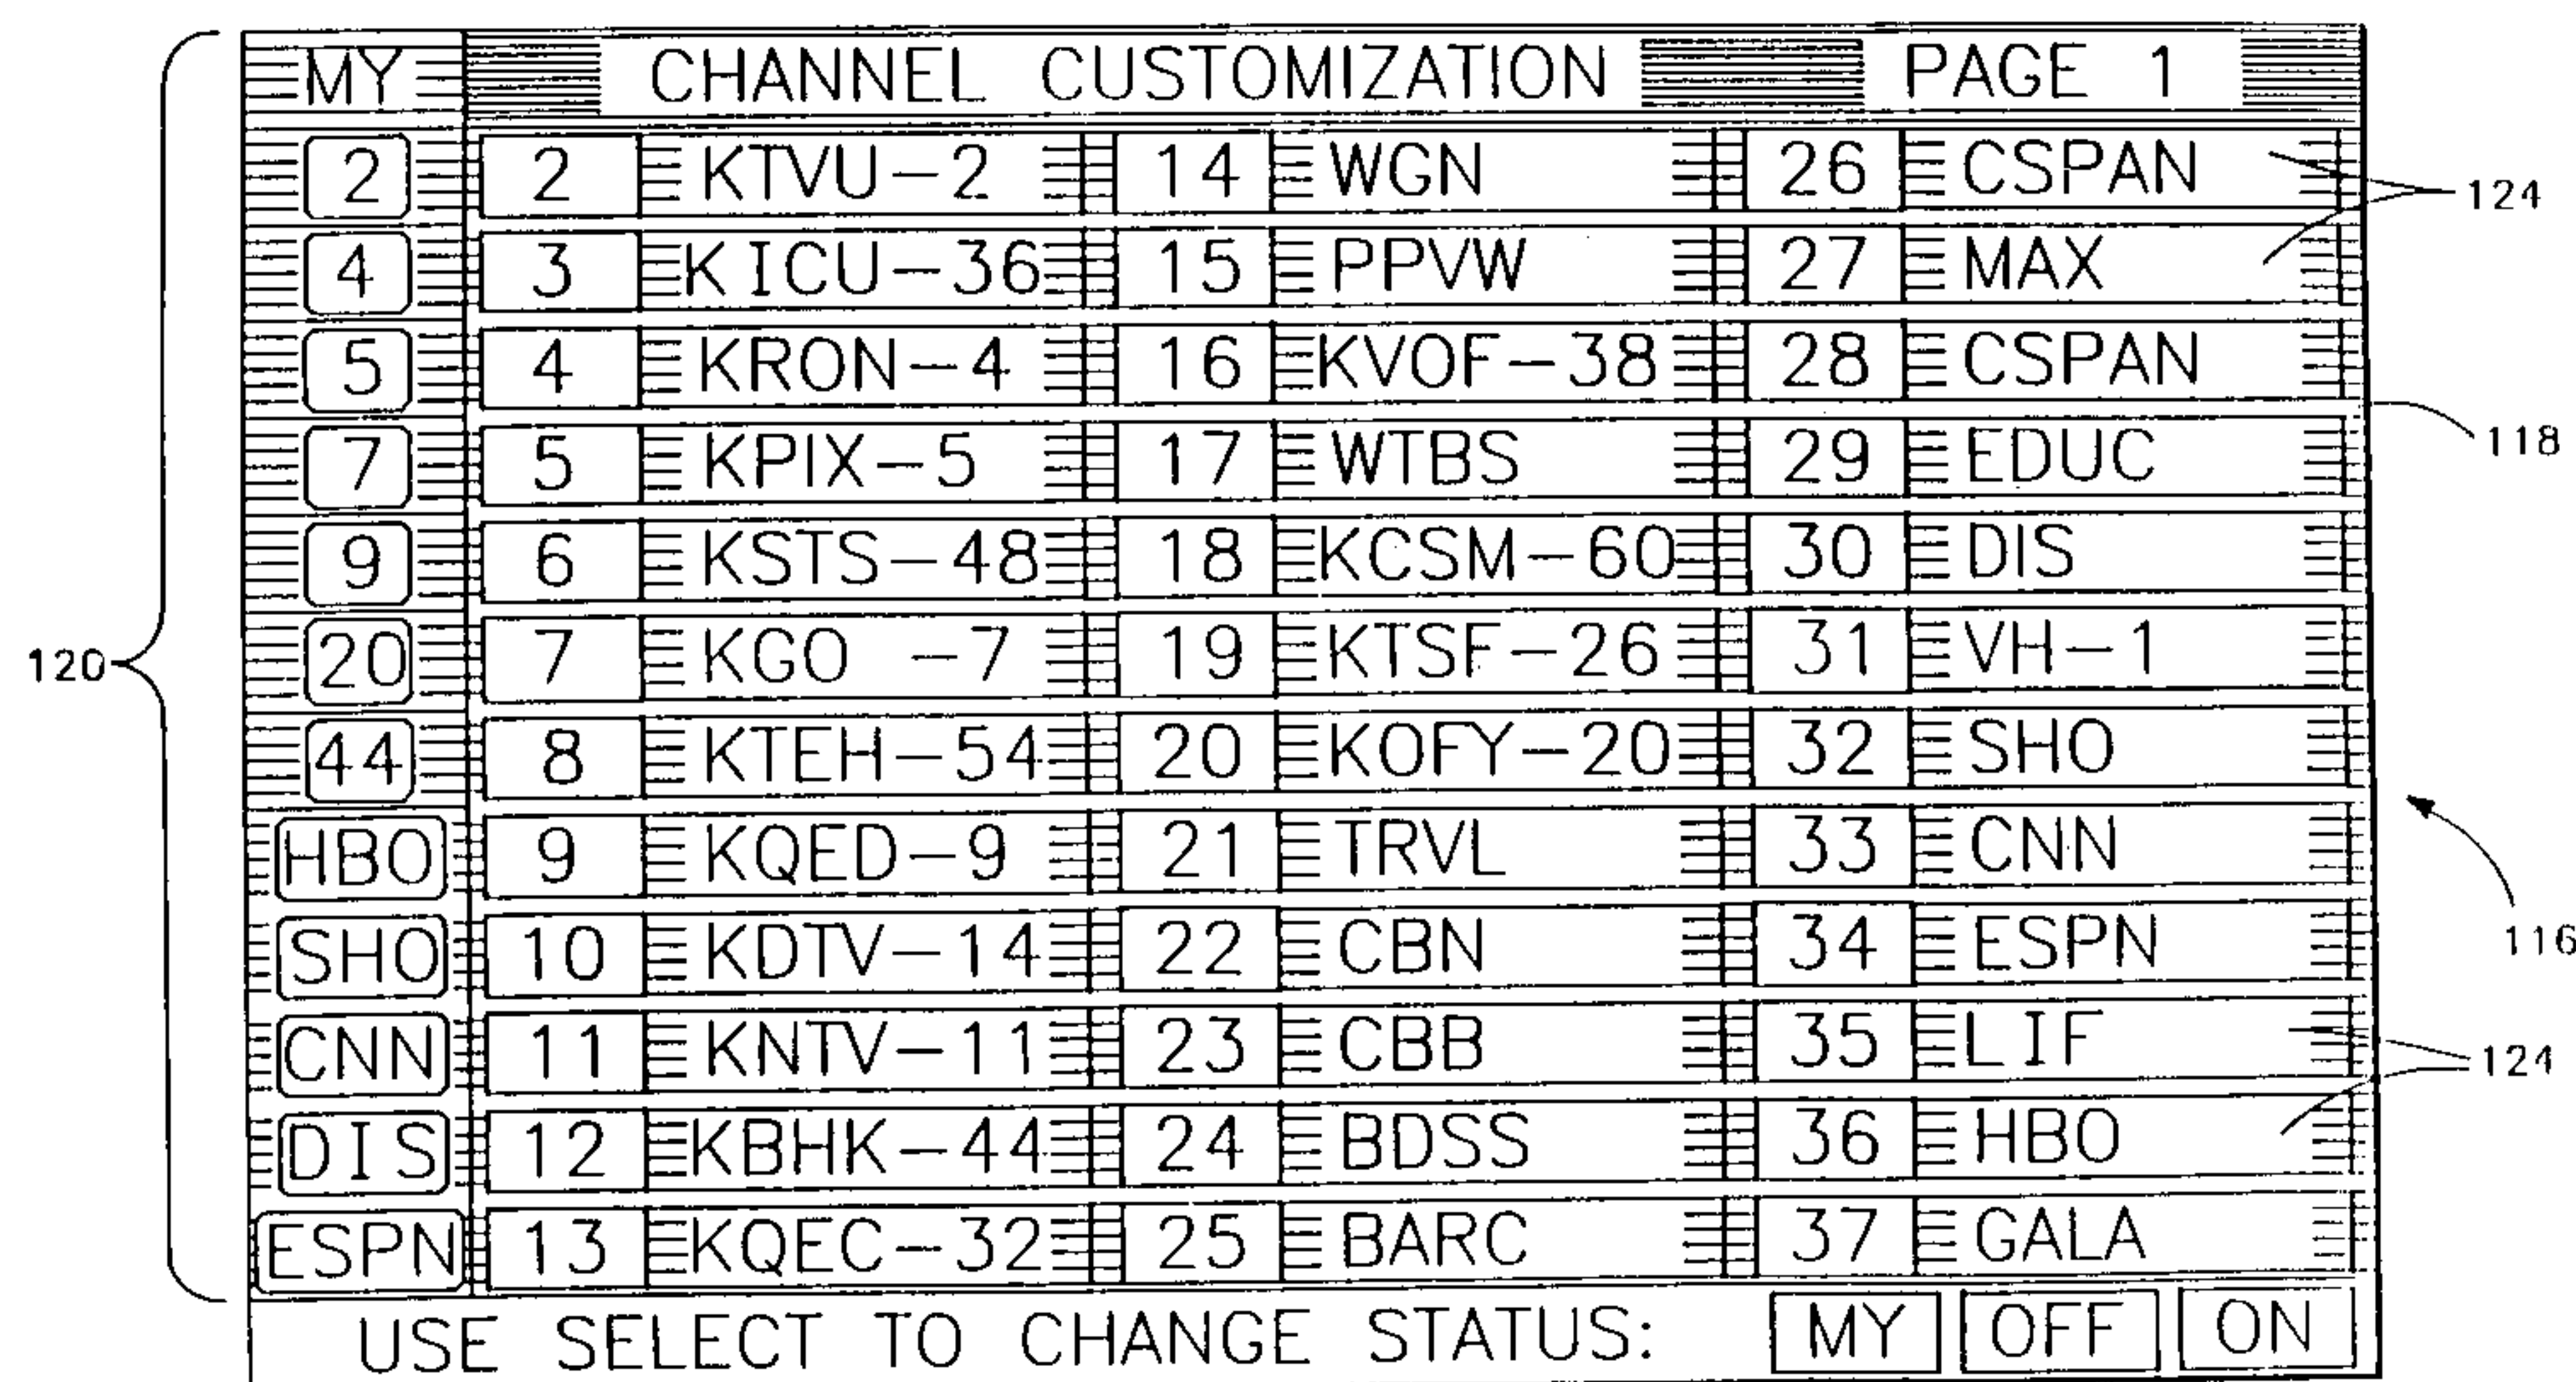 MY CHANNEL CUSTOMIZATION PAGE 1
2 2 KTVU-2 14 WGN 26 CSPAN 124
4 3 KICU-36 15 PPVW 27 MAX
5 4 KRON-4 16 KVOF-38 28 CSPAN
7 5 KPIX-5 17 WTBS 29 EDUC 118
9 6 KSTS-48 18 KCSM-60 30 DIS
120 20 7 KGO -7 19 KTSF-26 31 VH-1
44 8 KTEH-54 20 KOFY-20 32 SHO
HBO 9 KQED-9 21 TRVL 33 CNN
SHO 10 KDTV-14 22 CBN 34 ESPN 116
CNN 11 KNTV-11 23 CBB 35 LIF 124
DIS 12 KBHK-44 24 BDSS 36 HBO
ESPN 13 KQEC-32 25 BARC 37 GALA
USE SELECT TO CHANGE STATUS: MY OFF ON